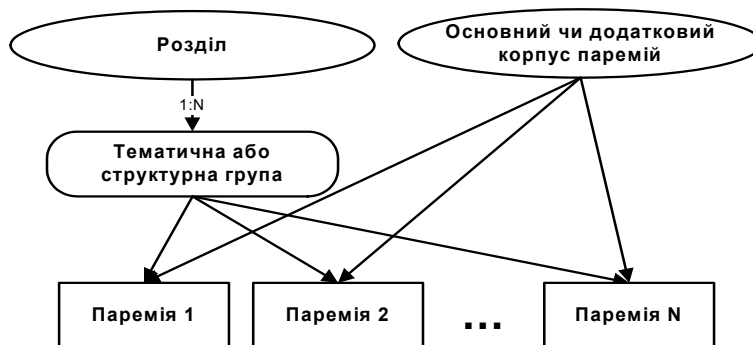 Розділ
Основний чи додатковий
корпус паремій
1:N
Тематична або
структурна група
Паремія 1
Паремія 2
...
Паремія N